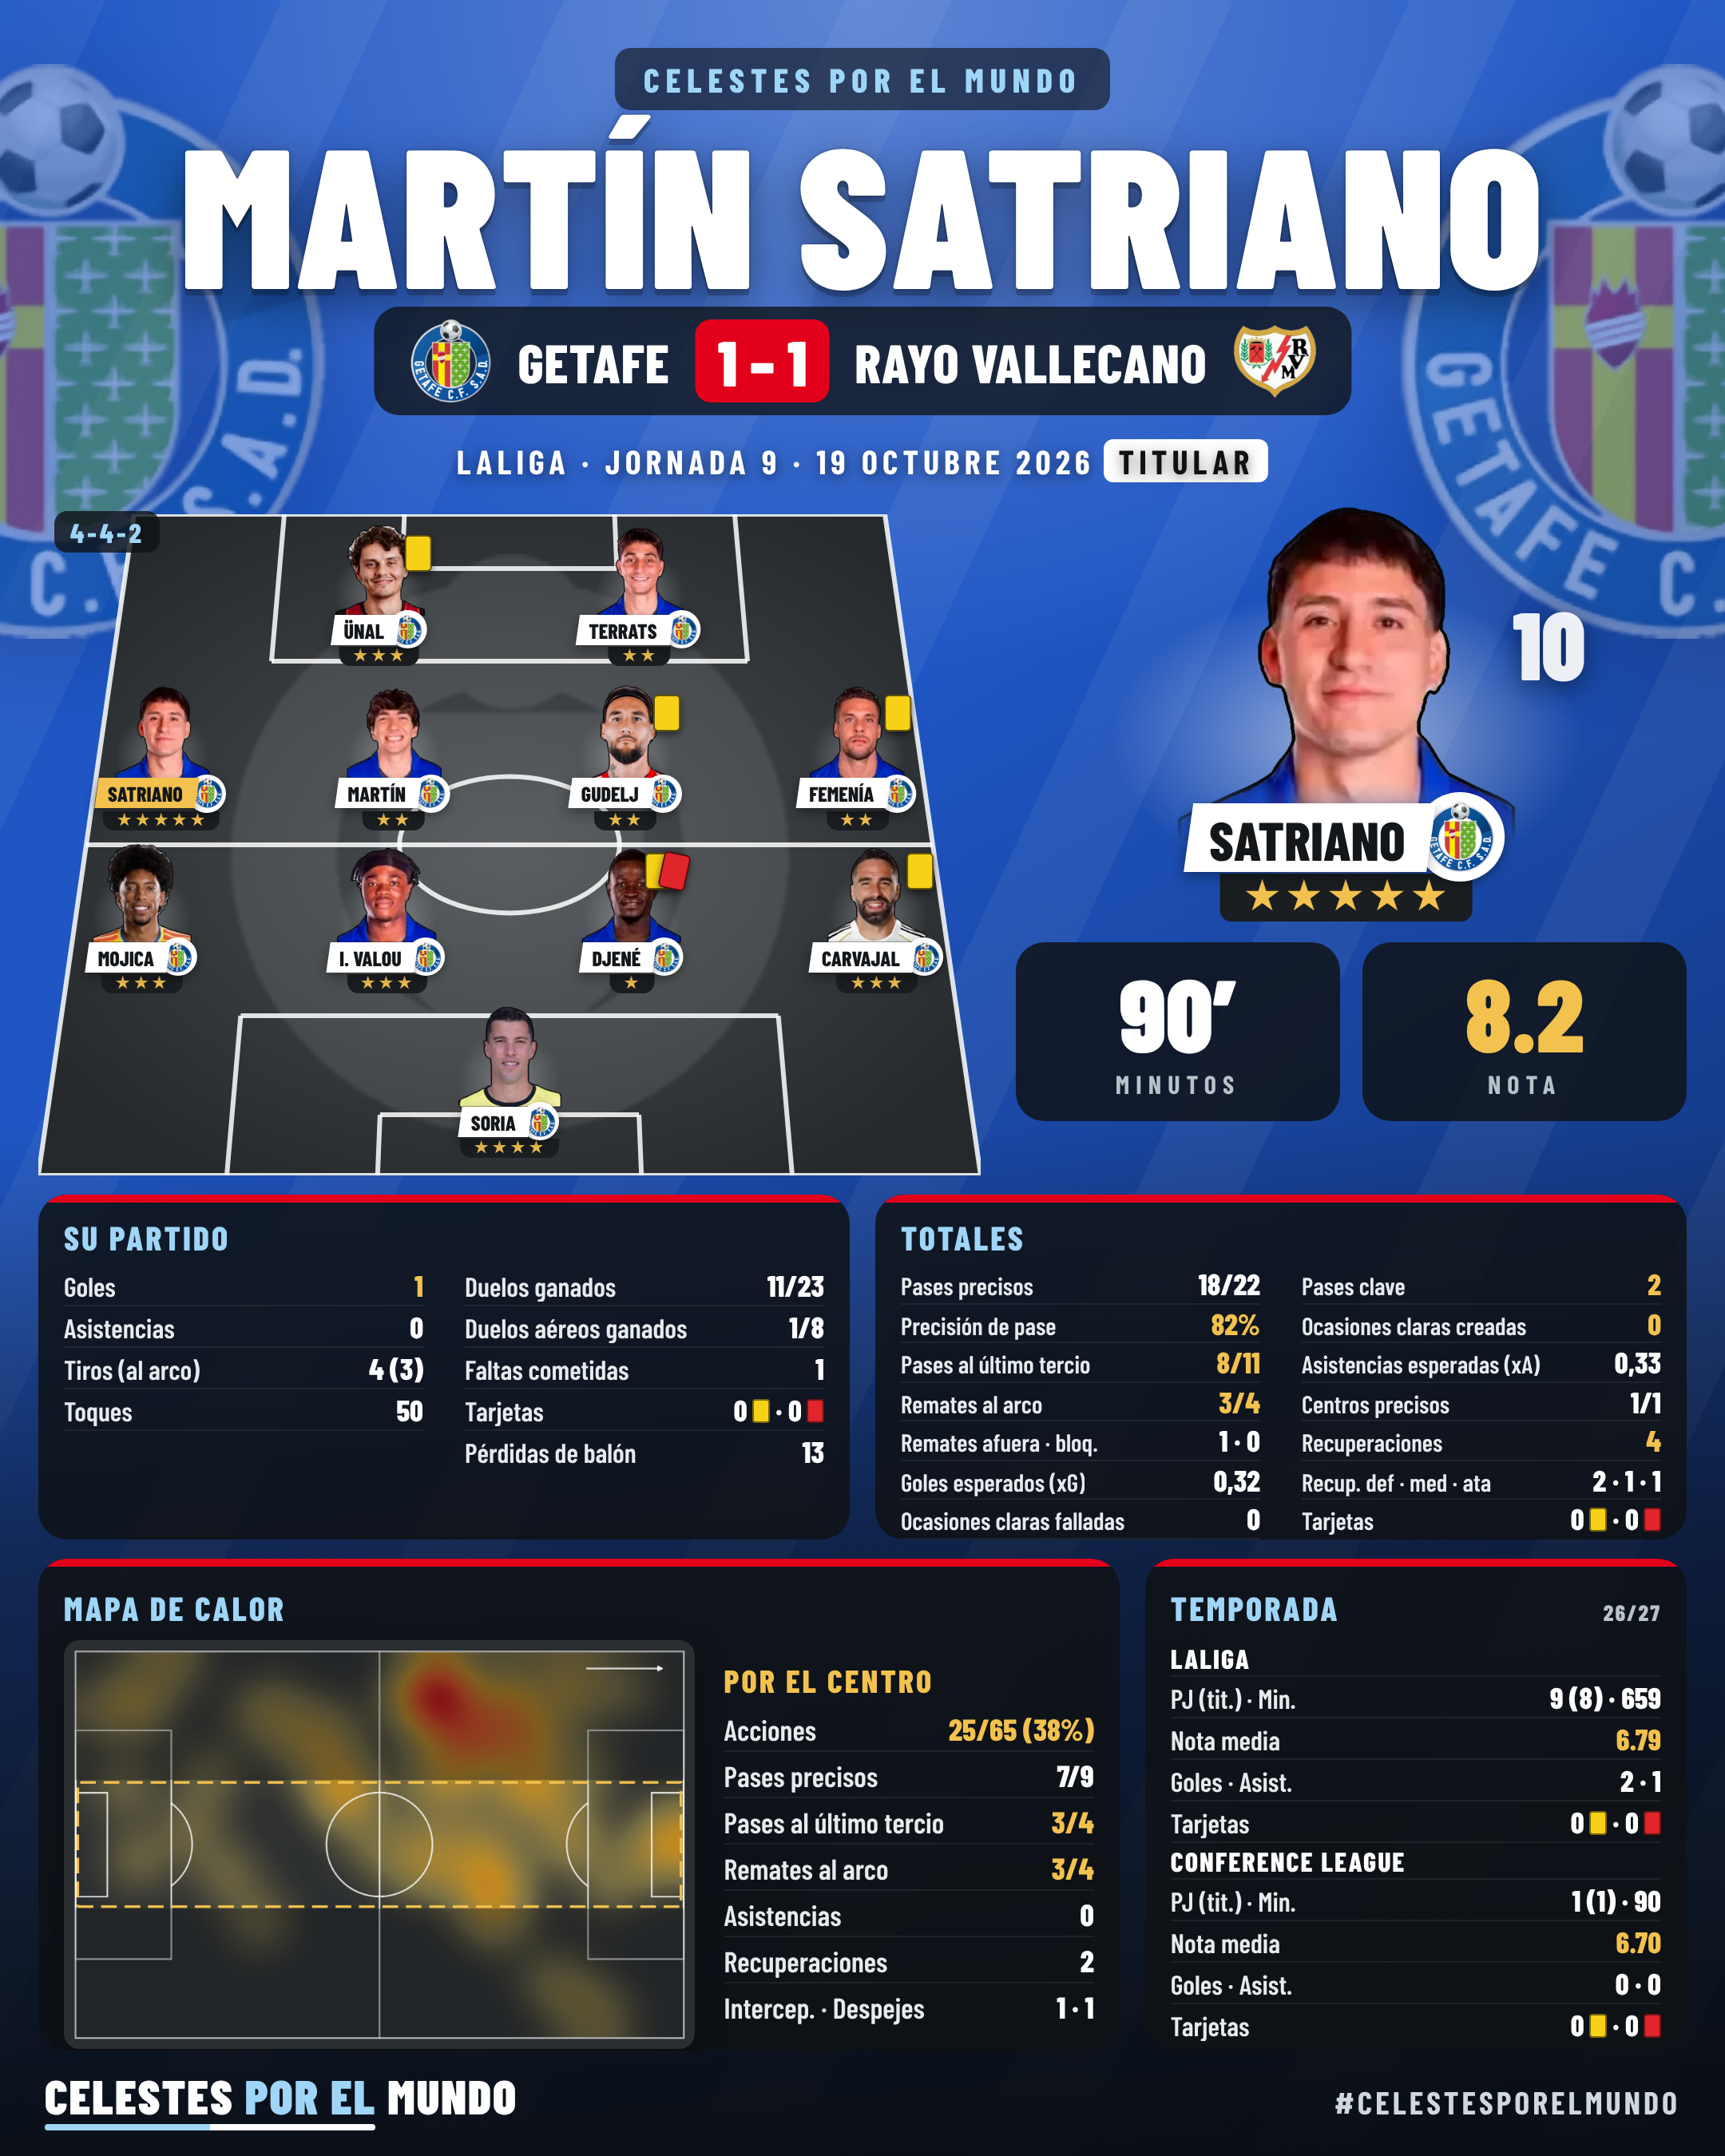 CELESTES POR EL MUNDO
MARTÍN SATRIANO
GETAFE 1-1 RAYO VALLECANO
LALIGA · JORNADA 9 · 19 OCTUBRE 2026 TITULAR
4-4-2
ÜNAL
TERRATS
SATRIANO
MARTÍN
GUDELJ
FEMENÍA
MOJICA
I. VALOU
DJENÉ
CARVAJAL
SORIA
10
SATRIANO
90′
MINUTOS
8.2
NOTA
SU PARTIDO
Goles 1
Asistencias 0
Tiros (al arco) 4 (3)
Toques 50
Duelos ganados 11/23
Duelos aéreos ganados 1/8
Faltas cometidas 1
Tarjetas 0 · 0
Pérdidas de balón 13
TOTALES
Pases precisos 18/22
Precisión de pase 82%
Pases al último tercio 8/11
Remates al arco 3/4
Remates afuera · bloq. 1 · 0
Goles esperados (xG) 0,32
Ocasiones claras falladas 0
Pases clave 2
Ocasiones claras creadas 0
Asistencias esperadas (xA) 0,33
Centros precisos 1/1
Recuperaciones 4
Recup. def · med · ata 2 · 1 · 1
Tarjetas 0 · 0
MAPA DE CALOR
POR EL CENTRO
Acciones 25/65 (38%)
Pases precisos 7/9
Pases al último tercio 3/4
Remates al arco 3/4
Asistencias 0
Recuperaciones 2
Intercep. · Despejes 1 · 1
TEMPORADA 26/27
LALIGA
PJ (tit.) · Min. 9 (8) · 659
Nota media 6.79
Goles · Asist. 2 · 1
Tarjetas 0 · 0
CONFERENCE LEAGUE
PJ (tit.) · Min. 1 (1) · 90
Nota media 6.70
Goles · Asist. 0 · 0
Tarjetas 0 · 0
CELESTES POR EL MUNDO
#CELESTESPORELMUNDO